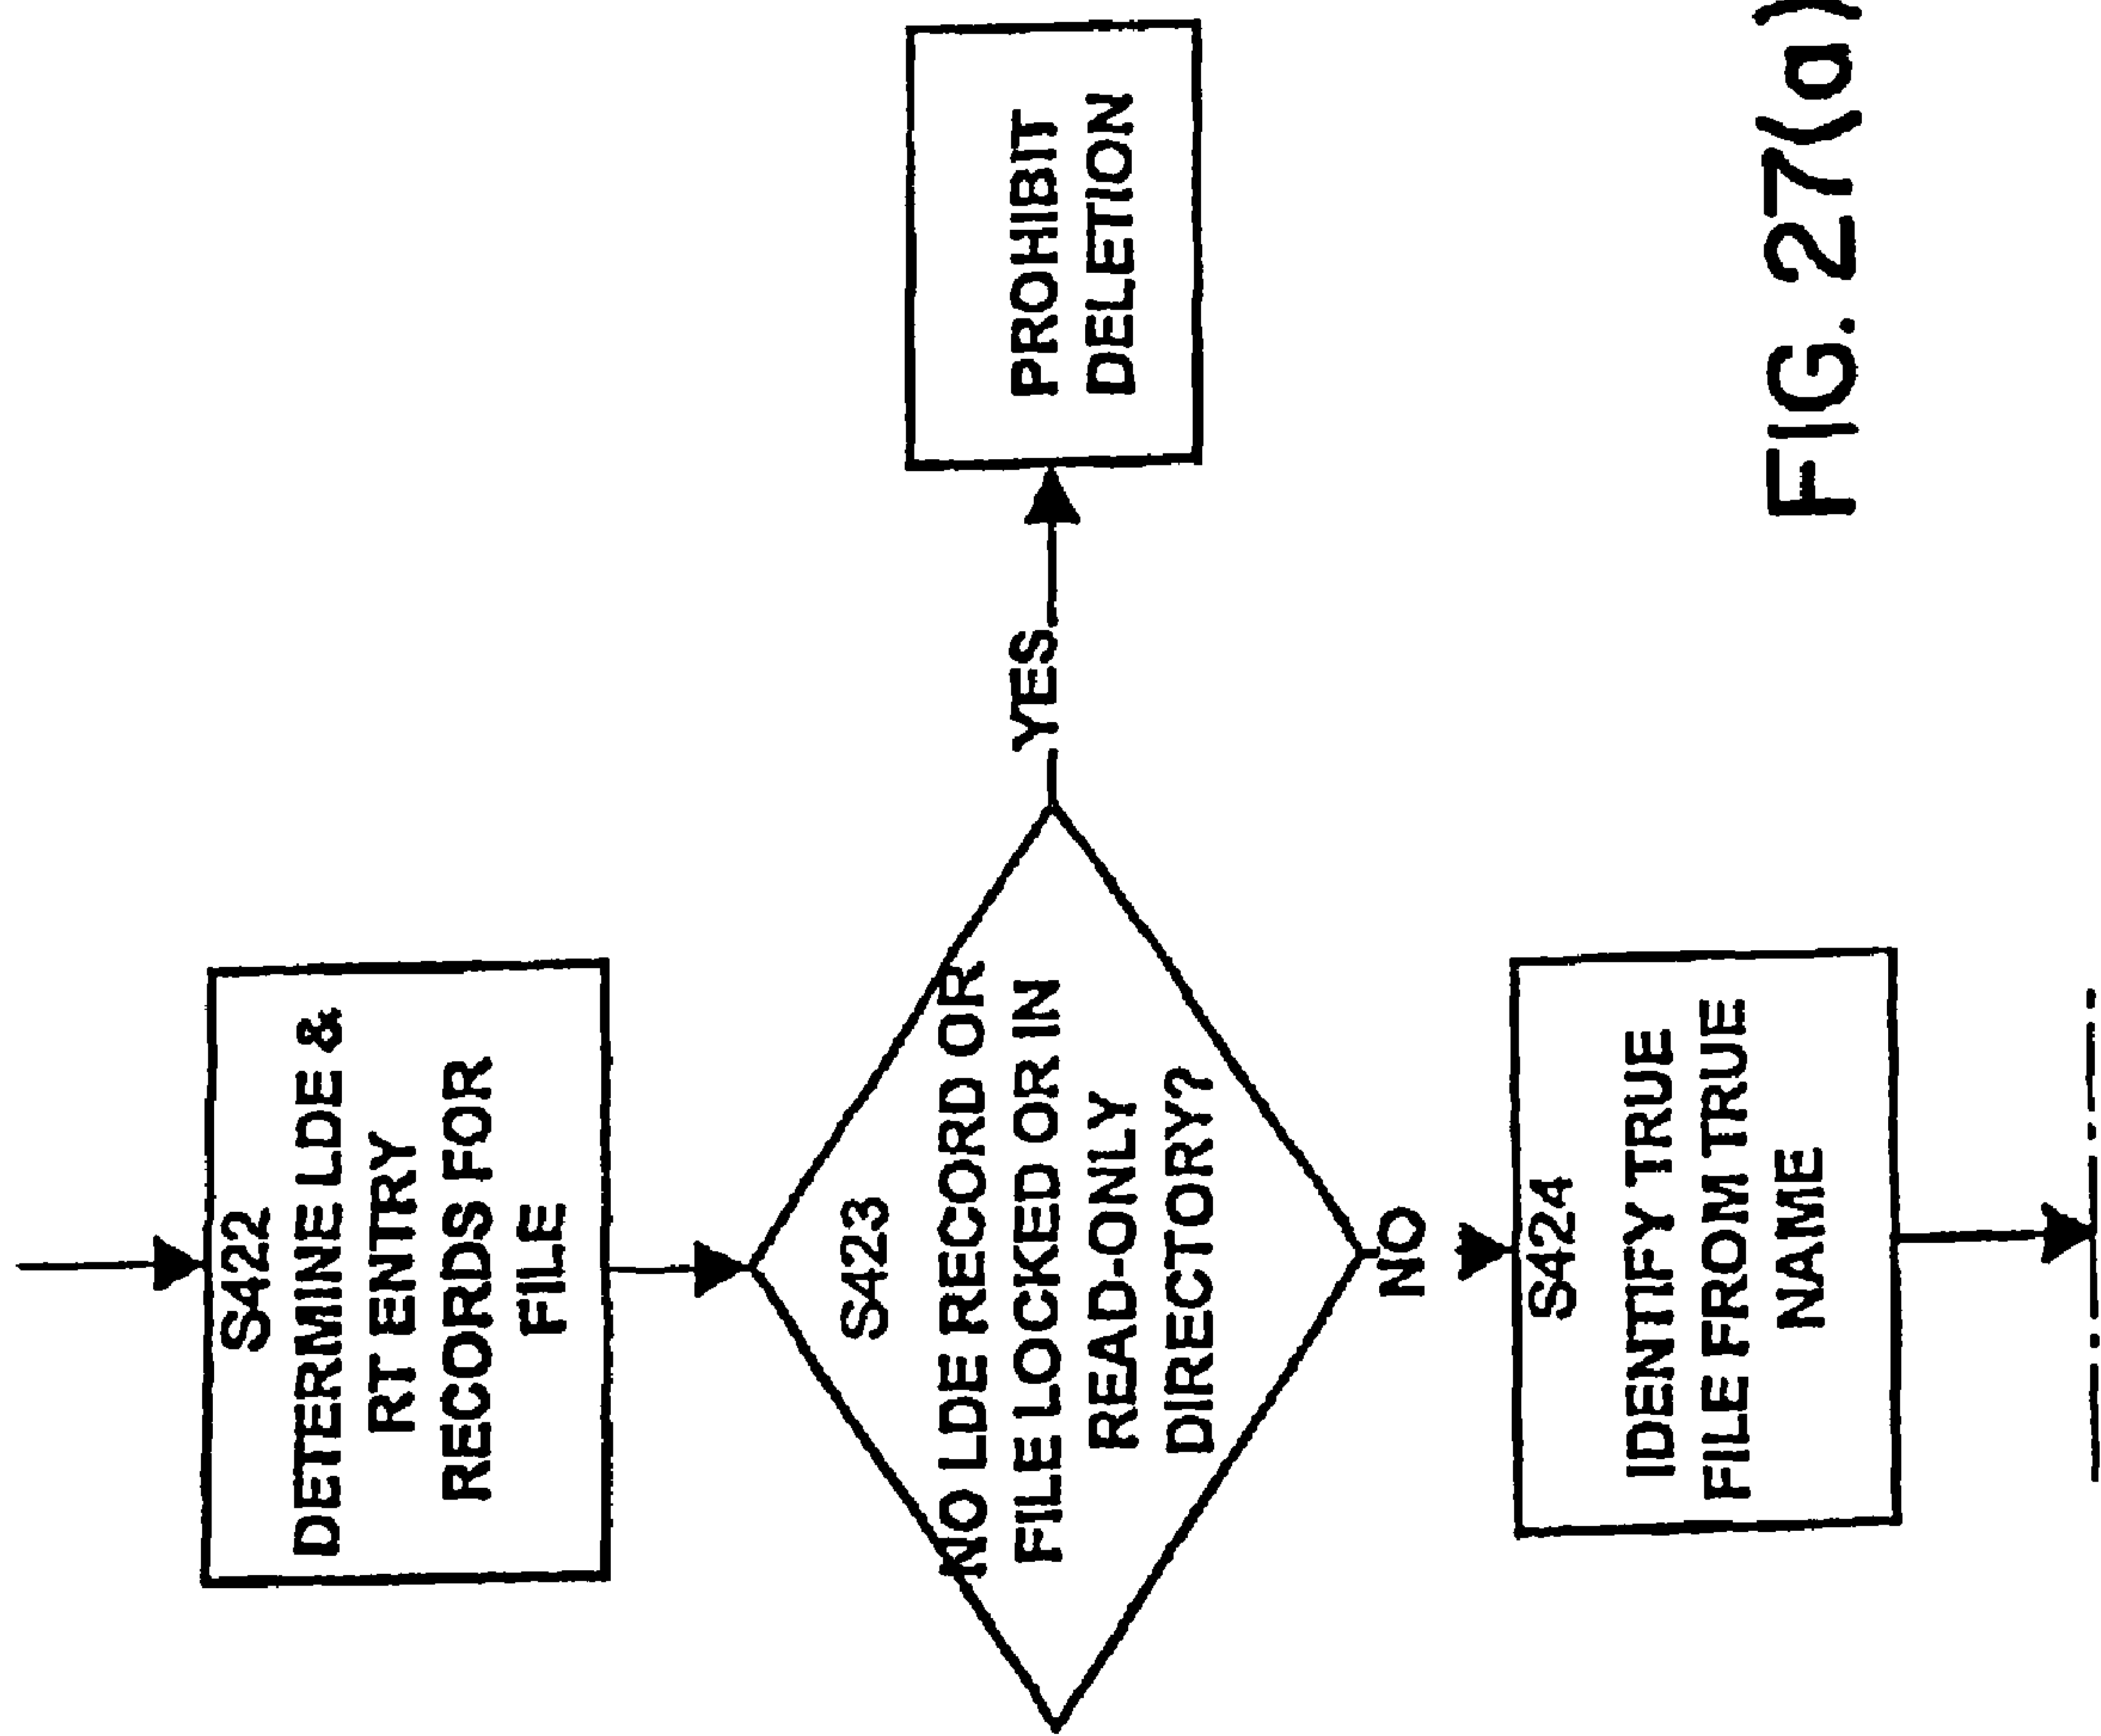 S422
DETERMINE LDE &
RT ENTRY
RECORDS FOR
FILE
S423
NO LDE RECORD OR
FILE LOCKED OR IN
READ-ONLY
DIRECTORY?
YES
PROHIBIT
DELETION
NO
S424
IDENTIFY TRUE
FILE FROM TRUE
NAME
FIG. 27(a)